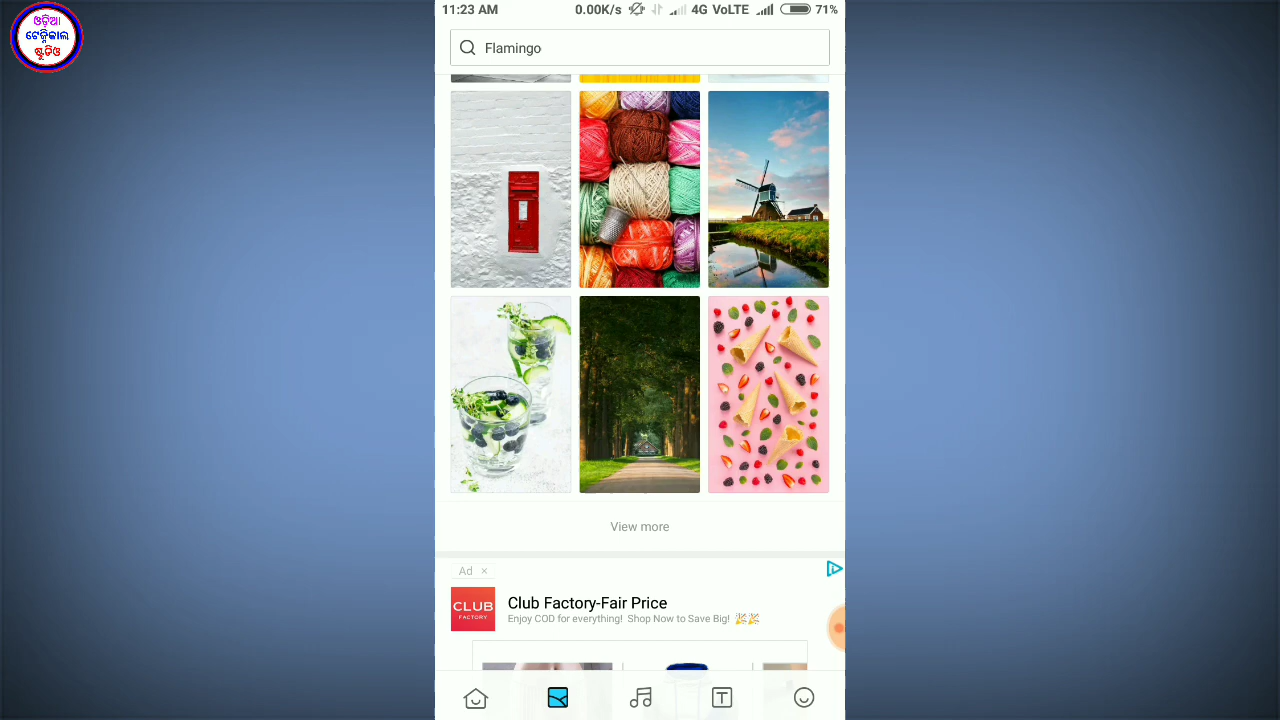 ଓଡ଼ିଆ
ଟେକ୍ନିକାଲ
ଷ୍ଟୁଡିଓ
11:23 AM
0.00K/s 4G VoLTE 71%
Flamingo
View more
Ad ×
CLUB
FACTORY
Club Factory-Fair Price
Enjoy COD for everything! Shop Now to Save Big! 🎉🎉